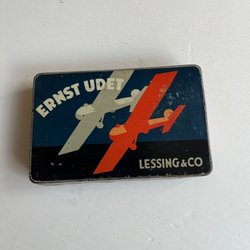 ERNST UDET
LESSING & CO